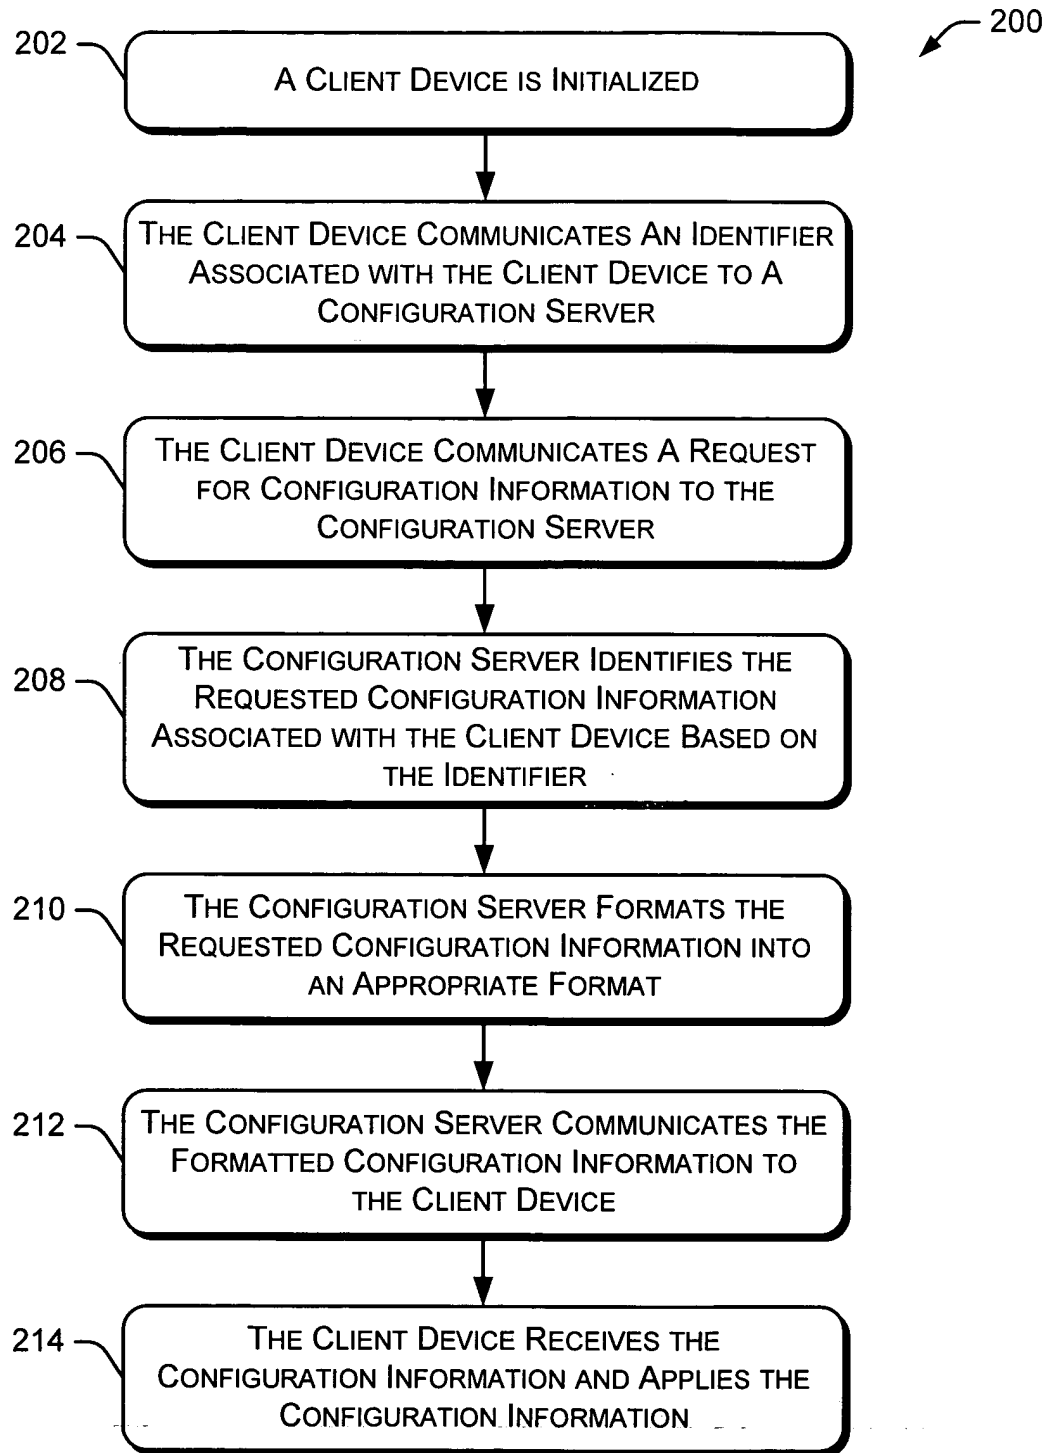 200
202
A CLIENT DEVICE IS INITIALIZED
204
THE CLIENT DEVICE COMMUNICATES AN IDENTIFIER
ASSOCIATED WITH THE CLIENT DEVICE TO A
CONFIGURATION SERVER
206
THE CLIENT DEVICE COMMUNICATES A REQUEST
FOR CONFIGURATION INFORMATION TO THE
CONFIGURATION SERVER
208
THE CONFIGURATION SERVER IDENTIFIES THE
REQUESTED CONFIGURATION INFORMATION
ASSOCIATED WITH THE CLIENT DEVICE BASED ON
THE IDENTIFIER
210
THE CONFIGURATION SERVER FORMATS THE
REQUESTED CONFIGURATION INFORMATION INTO
AN APPROPRIATE FORMAT
212
THE CONFIGURATION SERVER COMMUNICATES THE
FORMATTED CONFIGURATION INFORMATION TO
THE CLIENT DEVICE
214
THE CLIENT DEVICE RECEIVES THE
CONFIGURATION INFORMATION AND APPLIES THE
CONFIGURATION INFORMATION